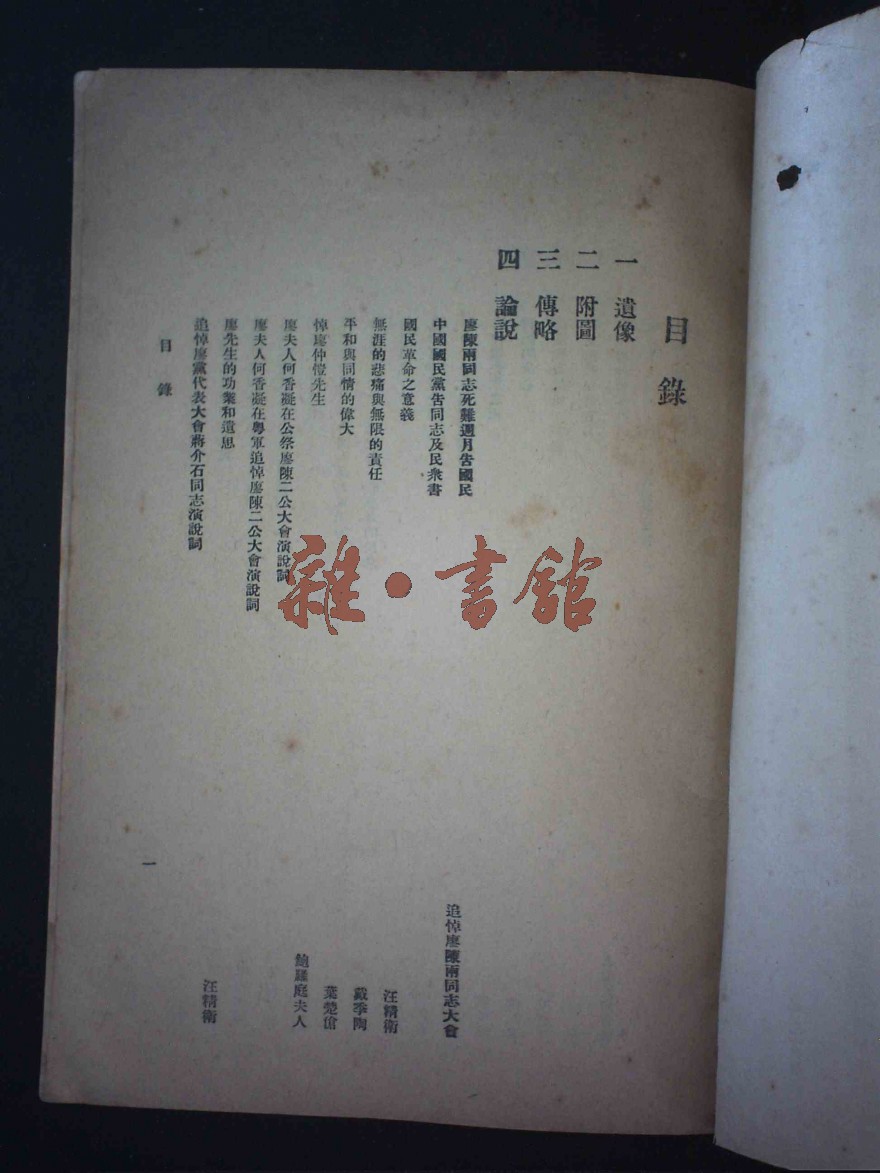 目錄
一 遺像
二 附圖
三 傳略
四 論說
廖陳兩同志死難週月告國民
追悼廖陳兩同志大會
中國國民黨告同志及民衆書
國民革命之意義
汪精衛
無涯的悲痛與無限的責任
戴季陶
平和與同情的偉大
葉楚傖
悼廖仲愷先生
鮑羅庭夫人
廖夫人何香凝在公祭廖陳二公大會演說詞
廖夫人何香凝在粵軍追悼廖陳二公大會演說詞
廖先生的功業和遺思
汪精衛
追悼廖黨代表大會蔣介石同志演說詞
目錄
一
雜·書館